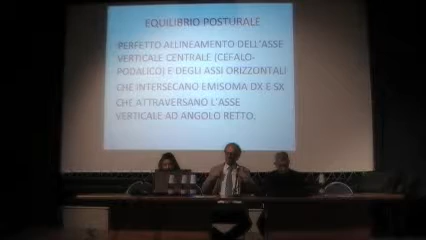 EQUILIBRIO POSTURALE
PERFETTO ALLINEAMENTO DELL'ASSE
VERTICALE CENTRALE (CEFALO-
PODALICO) E DEGLI ASSI ORIZZONTALI
CHE INTERSECANO EMISOMA DX E SX
CHE ATTRAVERSANO L'ASSE
VERTICALE AD ANGOLO RETTO.